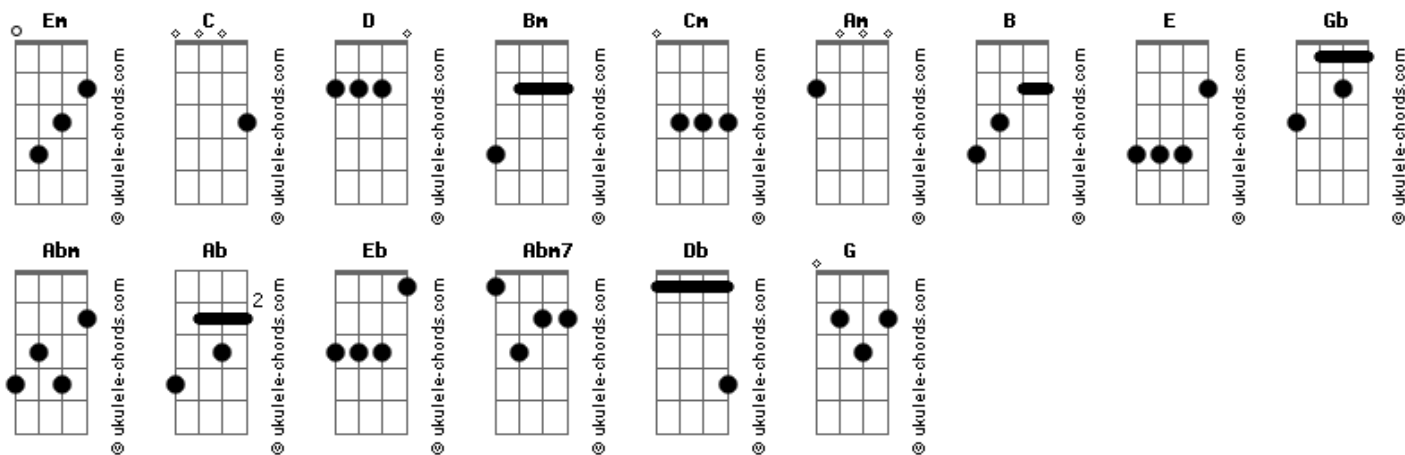 Em C D Bm Cm Am B E Gb
© ukulele-chords.com © ukulele-chords.com © ukulele-chords.com © ukulele-chords.com © ukulele-chords.com © ukulele-chords.com © ukulele-chords.com © ukulele-chords.com © ukulele-chords.com
Abm Ab Eb Abm7 Db G
2
© ukulele-chords.com © ukulele-chords.com © ukulele-chords.com © ukulele-chords.com © ukulele-chords.com © ukulele-chords.com